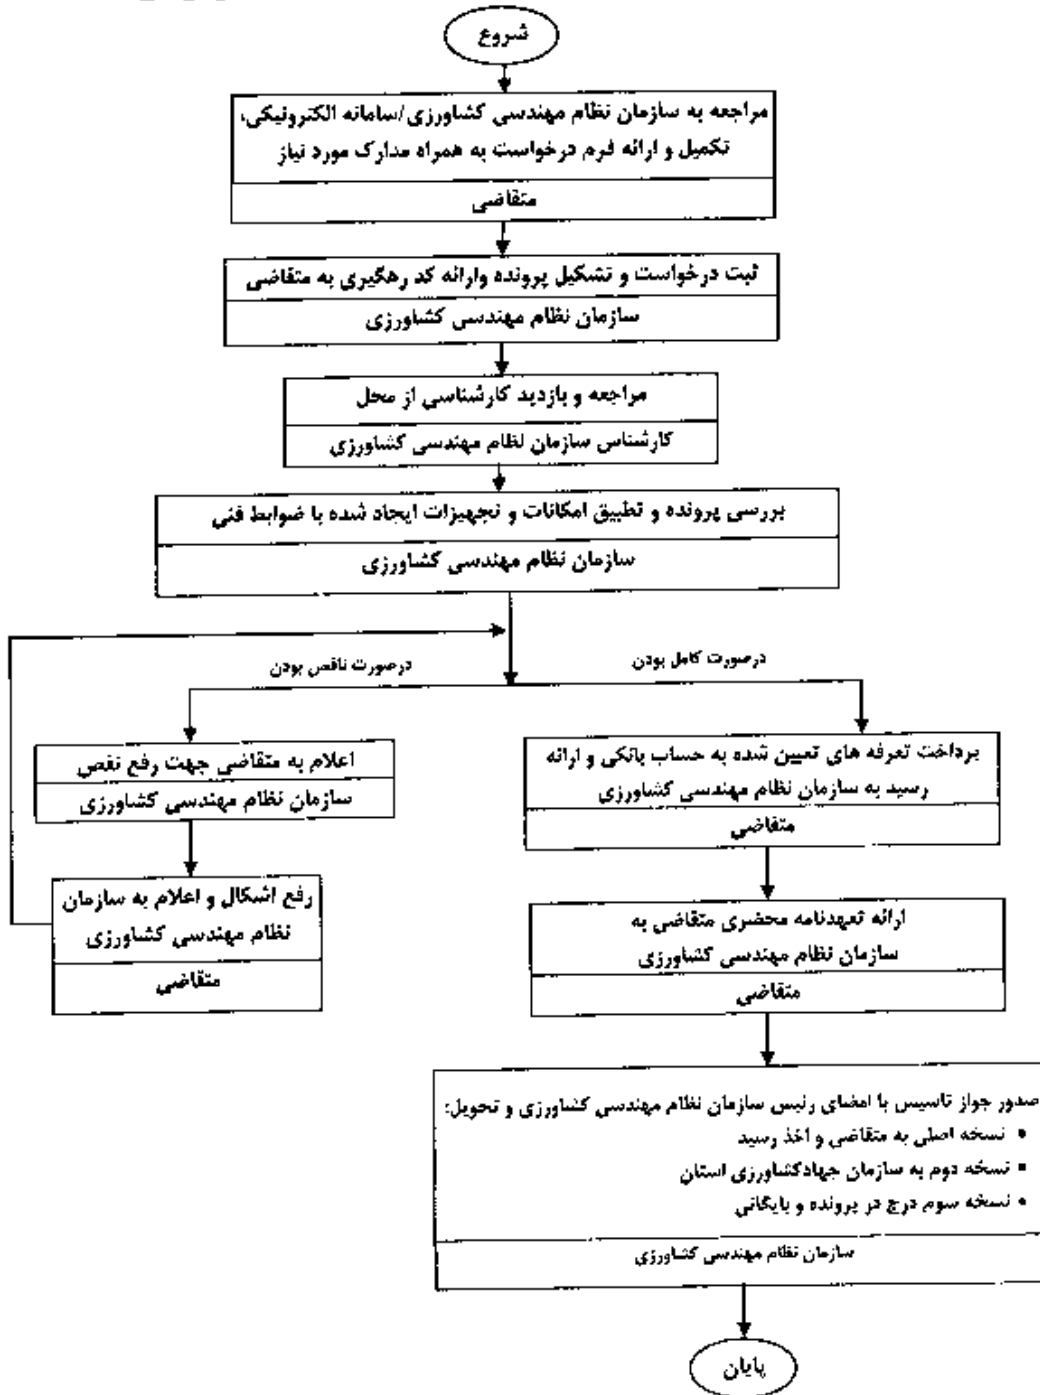 شروع
مراجعه به سازمان نظام مهندسی کشاورزی/سامانه الکترونیکی،
تکمیل و ارائه فرم درخواست به همراه مدارک مورد نیاز
متقاضی
ثبت درخواست و تشکیل پرونده وارائه کد رهگیری به متقاضی
سازمان نظام مهندسی کشاورزی
مراجعه و بازدید کارشناسی از محل
کارشناس سازمان نظام مهندسی کشاورزی
بررسی پرونده و تطبیق امکانات و تجهیزات ایجاد شده با ضوابط فنی
سازمان نظام مهندسی کشاورزی
درصورت کامل بودن
درصورت ناقص بودن
پرداخت تعرفه های تعیین شده به حساب بانکی و ارائه
رسید به سازمان نظام مهندسی کشاورزی
متقاضی
اعلام به متقاضی جهت رفع نقص
سازمان نظام مهندسی کشاورزی
رفع اشکال و اعلام به سازمان
نظام مهندسی کشاورزی
متقاضی
ارائه تعهدنامه محضری متقاضی به
سازمان نظام مهندسی کشاورزی
متقاضی
صدور جواز تاسیس با امضای رئیس سازمان نظام مهندسی کشاورزی و تحویل:
• نسخه اصلی به متقاضی و اخذ رسید
• نسخه دوم به سازمان جهادکشاورزی استان
• نسخه سوم درج در پرونده و بایگانی
سازمان نظام مهندسی کشاورزی
پایان